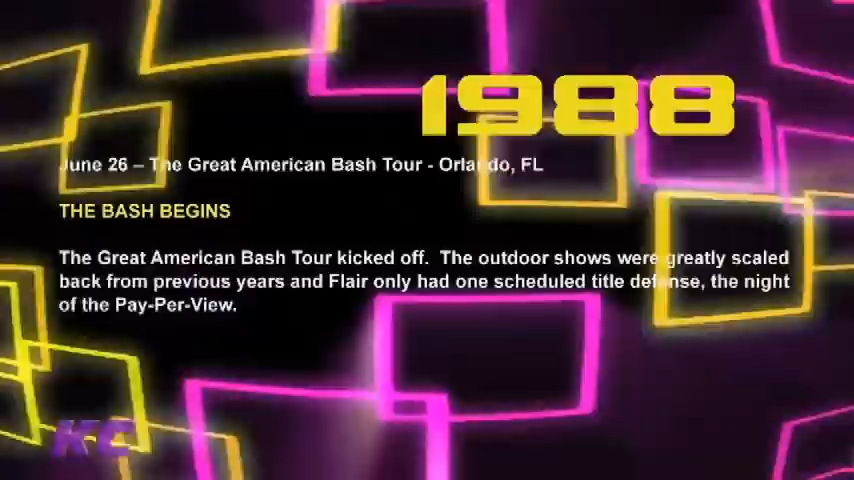 1988
June 26 – The Great American Bash Tour - Orlando, FL
THE BASH BEGINS
The Great American Bash Tour kicked off.  The outdoor shows were greatly scaled
back from previous years and Flair only had one scheduled title defense, the night
of the Pay-Per-View.
KC